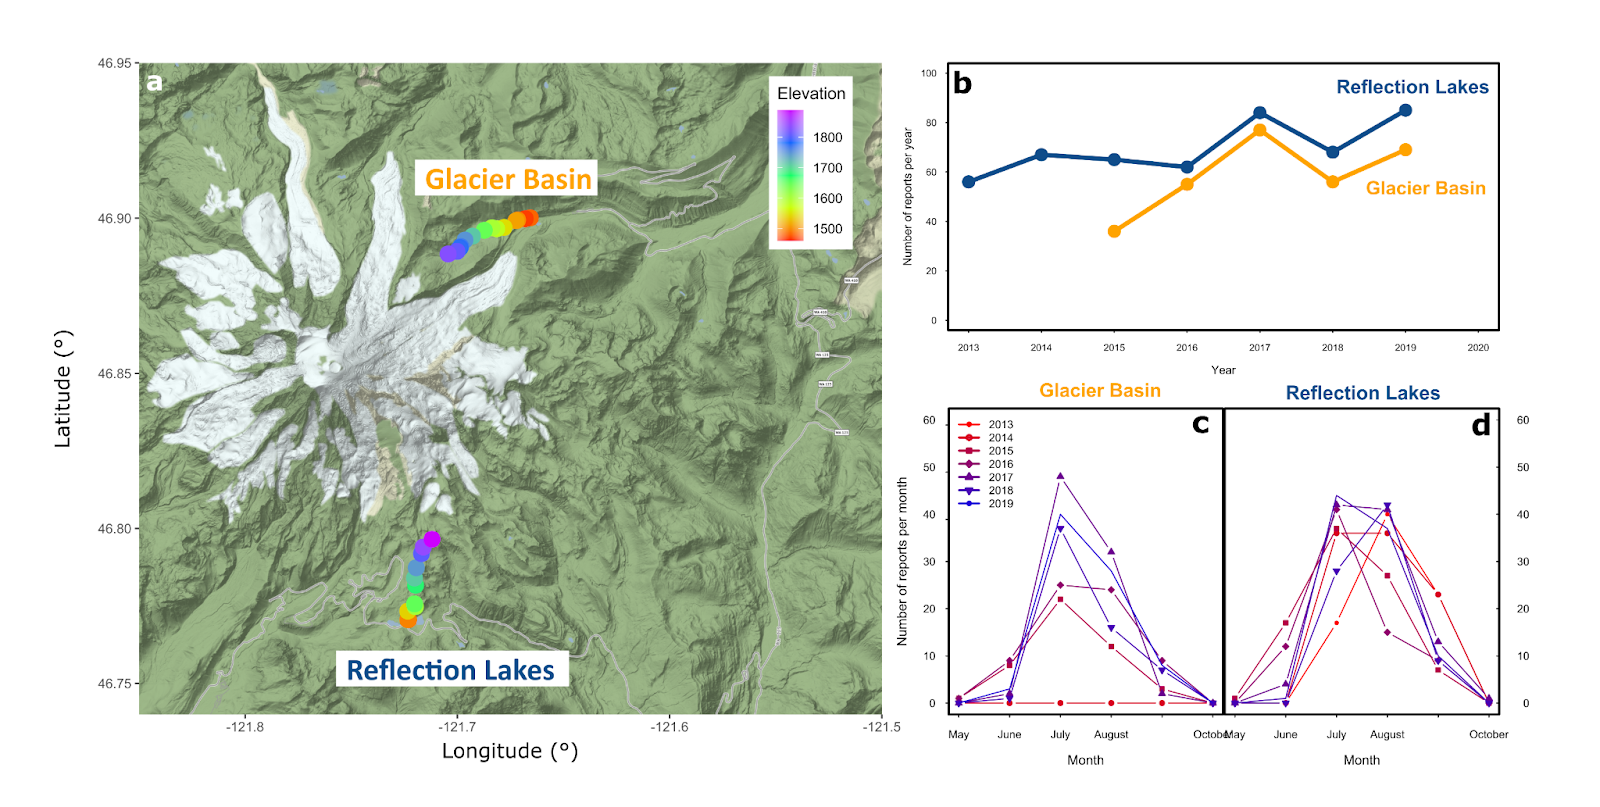 a
46.95
46.90
46.85
46.80
46.75
Latitude (°)
-121.8
-121.7
-121.6
-121.5
Longitude (°)
Glacier Basin
Reflection Lakes
Elevation
1800
1700
1600
1500
b
Reflection Lakes
Glacier Basin
Number of reports per year
100
80
60
40
20
0
2013
2014
2015
2016
2017
2018
2019
2020
Year
Glacier Basin
c
2013
2014
2015
2016
2017
2018
2019
Number of reports per month
60
50
40
30
20
10
0
May
June
July
August
October
Month
Reflection Lakes
d
60
50
40
30
20
10
0
May
June
July
August
October
Month